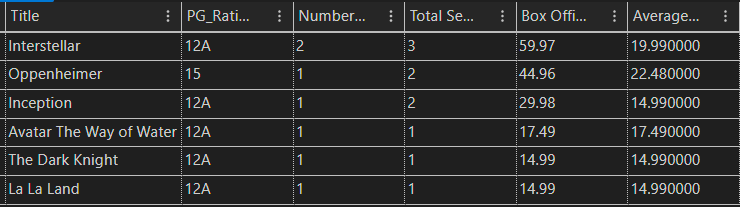 Title PG_Rati... Number... Total Se... Box Offi... Average...
Interstellar 12A 2 3 59.97 19.990000
Oppenheimer 15 1 2 44.96 22.480000
Inception 12A 1 2 29.98 14.990000
Avatar The Way of Water 12A 1 1 17.49 17.490000
The Dark Knight 12A 1 1 14.99 14.990000
La La Land 12A 1 1 14.99 14.990000